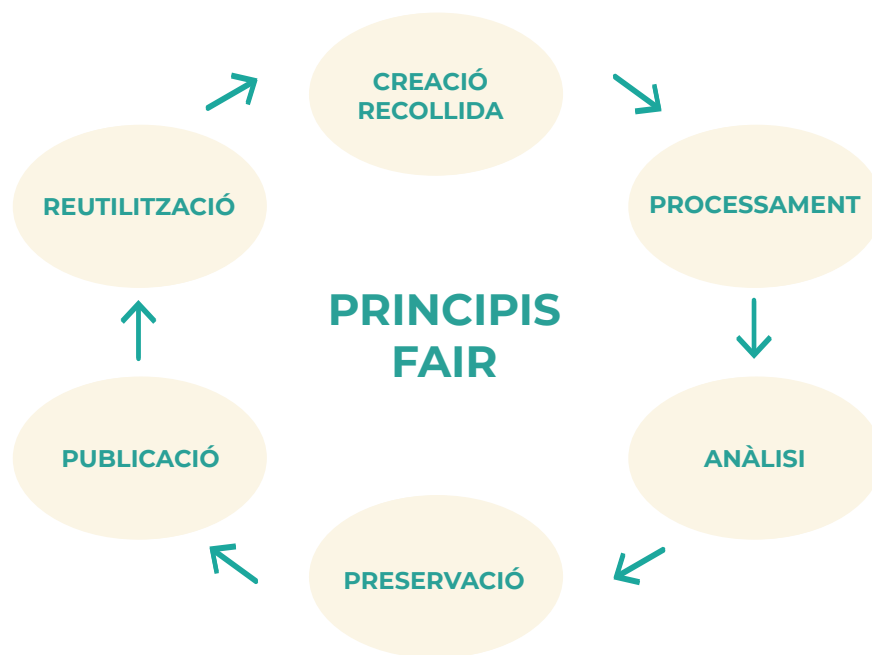 CREACIÓ
RECOLLIDA
REUTILITZACIÓ
PROCESSAMENT
PRINCIPIS
FAIR
PUBLICACIÓ
ANÀLISI
PRESERVACIÓ